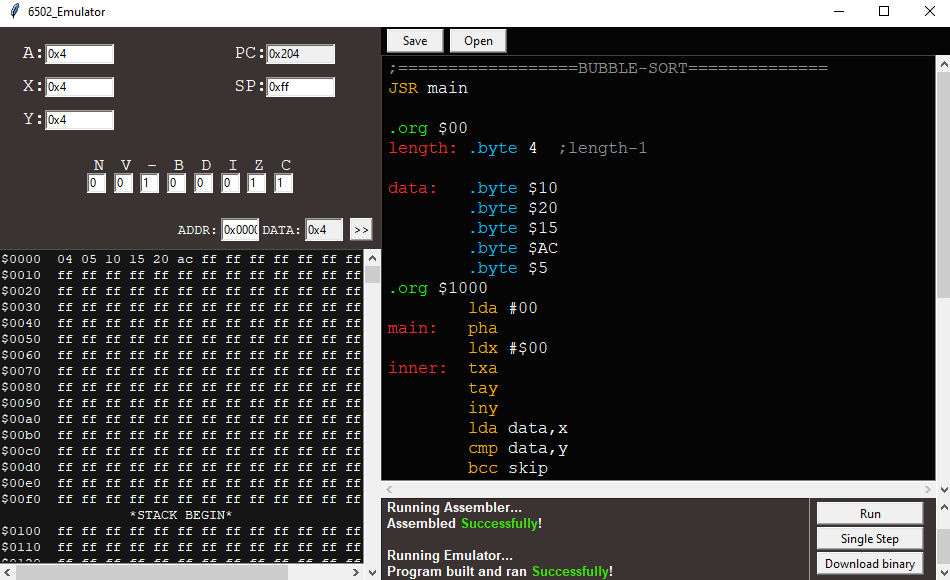 6502_Emulator
A: 0x4 PC: 0x204
X: 0x4 SP: 0xff
Y: 0x4
N V - B D I Z C
0 0 1 0 0 0 1 1
ADDR: 0x0000 DATA: 0x4 >>
$0000 04 05 10 15 20 ac ff ff ff ff ff ff ff
$0010 ff ff ff ff ff ff ff ff ff ff ff ff ff
$0020 ff ff ff ff ff ff ff ff ff ff ff ff ff
$0030 ff ff ff ff ff ff ff ff ff ff ff ff ff
$0040 ff ff ff ff ff ff ff ff ff ff ff ff ff
$0050 ff ff ff ff ff ff ff ff ff ff ff ff ff
$0060 ff ff ff ff ff ff ff ff ff ff ff ff ff
$0070 ff ff ff ff ff ff ff ff ff ff ff ff ff
$0080 ff ff ff ff ff ff ff ff ff ff ff ff ff
$0090 ff ff ff ff ff ff ff ff ff ff ff ff ff
$00a0 ff ff ff ff ff ff ff ff ff ff ff ff ff
$00b0 ff ff ff ff ff ff ff ff ff ff ff ff ff
$00c0 ff ff ff ff ff ff ff ff ff ff ff ff ff
$00d0 ff ff ff ff ff ff ff ff ff ff ff ff ff
$00e0 ff ff ff ff ff ff ff ff ff ff ff ff ff
$00f0 ff ff ff ff ff ff ff ff ff ff ff ff ff
*STACK BEGIN*
$0100 ff ff ff ff ff ff ff ff ff ff ff ff ff
$0110 ff ff ff ff ff ff ff ff ff ff ff ff ff
Save Open
;==================BUBBLE-SORT==============
JSR main
.org $00
length: .byte 4 ;length-1
data: .byte $10
.byte $20
.byte $15
.byte $AC
.byte $5
.org $1000
lda #00
main: pha
ldx #$00
inner: txa
tay
iny
lda data,x
cmp data,y
bcc skip
Running Assembler...
Assembled Successfully!
Running Emulator...
Program built and ran Successfully!
Run
Single Step
Download binary